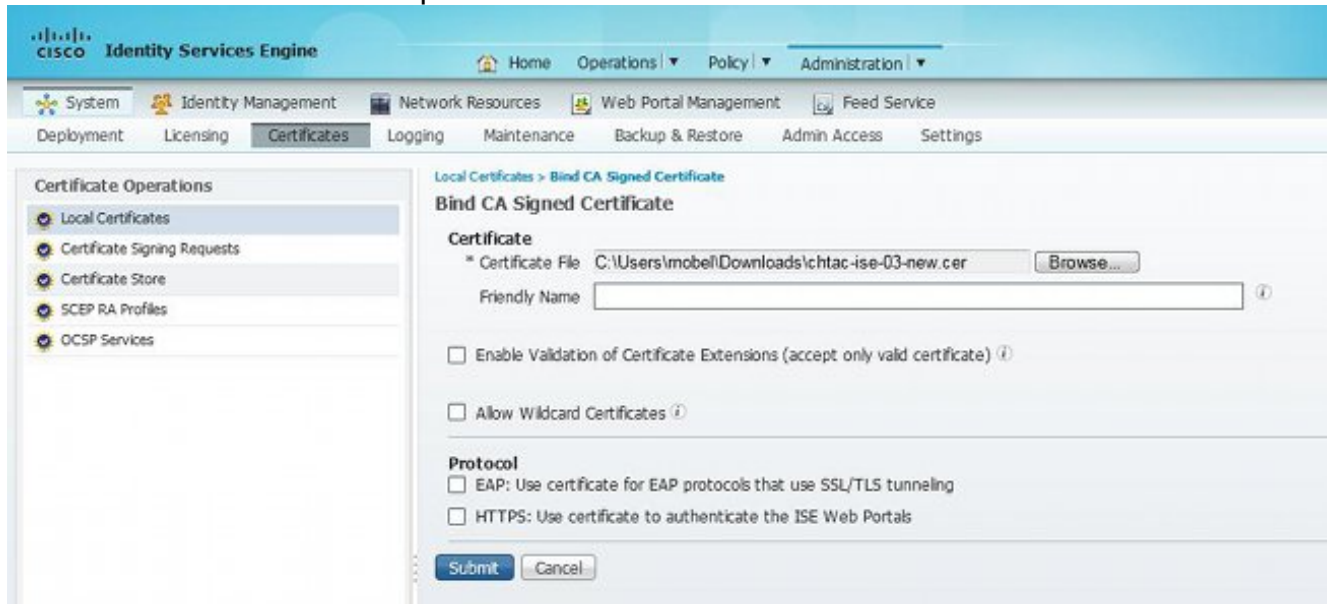 cisco Identity Services Engine
Home Operations Policy Administration
System Identity Management Network Resources Web Portal Management Feed Service
Deployment Licensing Certificates Logging Maintenance Backup & Restore Admin Access Settings
Certificate Operations
Local Certificates
Certificate Signing Requests
Certificate Store
SCEP RA Profiles
OCSP Services
Local Certificates > Bind CA Signed Certificate
Bind CA Signed Certificate
Certificate
* Certificate File C:\Users\mobel\Downloads\chtac-ise-03-new.cer Browse...
Friendly Name
Enable Validation of Certificate Extensions (accept only valid certificate)
Allow Wildcard Certificates
Protocol
EAP: Use certificate for EAP protocols that use SSL/TLS tunneling
HTTPS: Use certificate to authenticate the ISE Web Portals
Submit Cancel